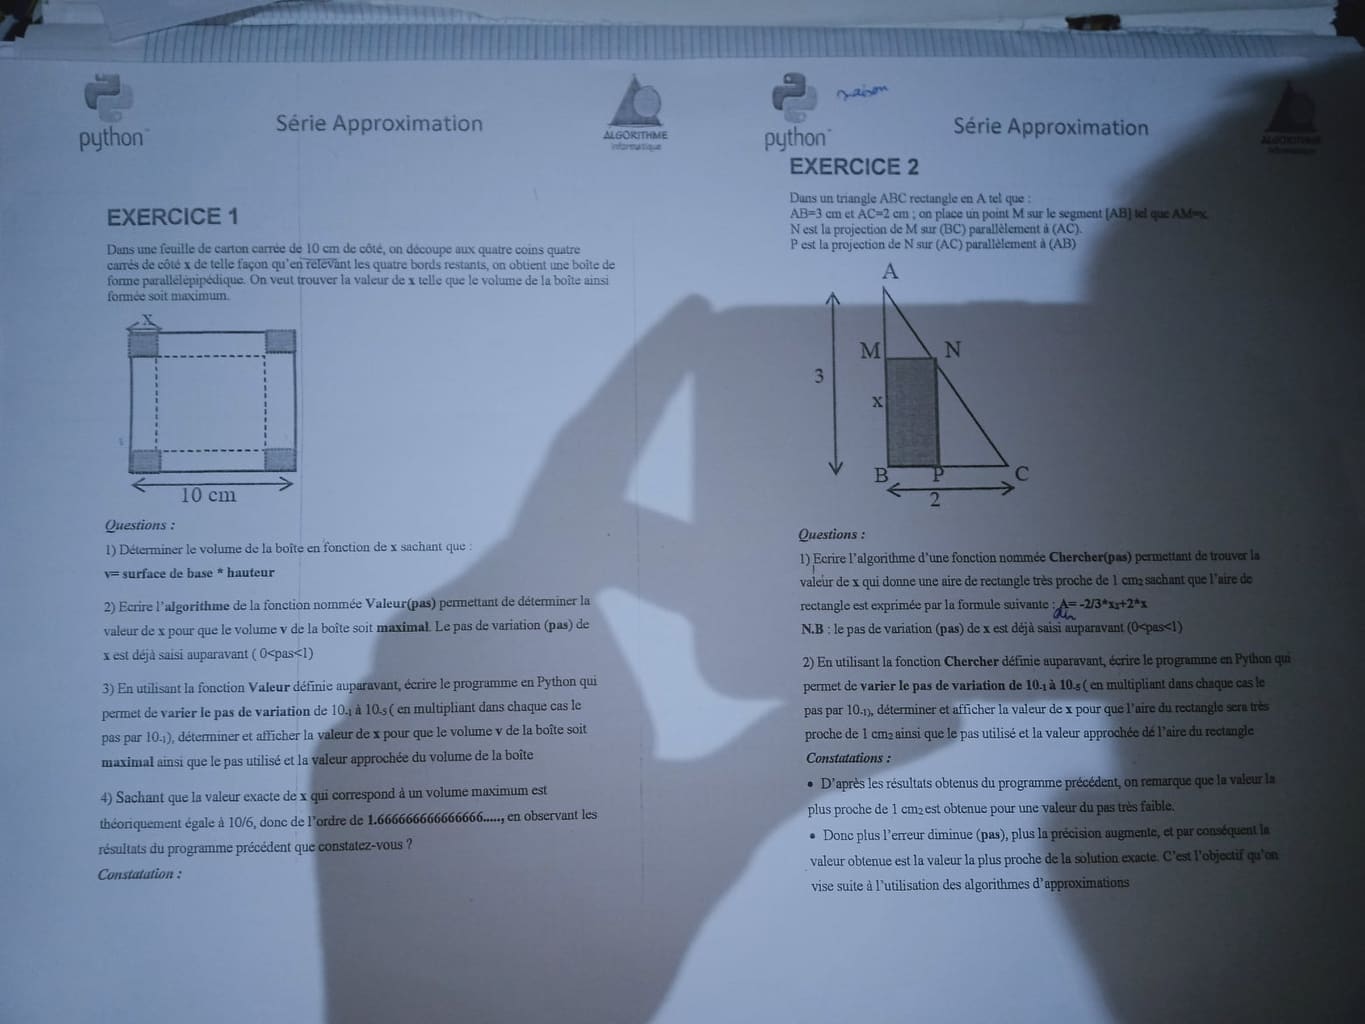 python
Série Approximation
ALGORITHME
Informatique
EXERCICE 1
Dans une feuille de carton carrée de 10 cm de côté, on découpe aux quatre coins quatre
carrés de côté x de telle façon qu'en relevant les quatre bords restants, on obtient une boîte de
forme parallélépipédique. On veut trouver la valeur de x telle que le volume de la boîte ainsi
formée soit maximum.
X
10 cm
Questions :
1) Déterminer le volume de la boîte en fonction de x sachant que :
v= surface de base * hauteur
2) Ecrire l'algorithme de la fonction nommée Valeur(pas) permettant de déterminer la
valeur de x pour que le volume v de la boîte soit maximal. Le pas de variation (pas) de
x est déjà saisi auparavant ( 0<pas<1)
3) En utilisant la fonction Valeur définie auparavant, écrire le programme en Python qui
permet de varier le pas de variation de 10-1 à 10-5 ( en multipliant dans chaque cas le
pas par 10-1), déterminer et afficher la valeur de x pour que le volume v de la boîte soit
maximal ainsi que le pas utilisé et la valeur approchée du volume de la boîte
4) Sachant que la valeur exacte de x qui correspond à un volume maximum est
théoriquement égale à 10/6, donc de l'ordre de 1.666666666666666....., en observant les
résultats du programme précédent que constatez-vous ?
Constatation :
python
maison
Série Approximation
ALGORITHME
Informatique
EXERCICE 2
Dans un triangle ABC rectangle en A tel que :
AB=3 cm et AC=2 cm ; on place un point M sur le segment [AB] tel que AM=x.
N est la projection de M sur (BC) parallèlement à (AC).
P est la projection de N sur (AC) parallèlement à (AB)
A
M N
3
x
B P C
2
Questions :
1) Ecrire l'algorithme d'une fonction nommée Chercher(pas) permettant de trouver la
valeur de x qui donne une aire de rectangle très proche de 1 cm2 sachant que l'aire de
rectangle est exprimée par la formule suivante : A= -2/3*x2+2*x
N.B : le pas de variation (pas) de x est déjà saisi auparavant (0<pas<1)
2) En utilisant la fonction Chercher définie auparavant, écrire le programme en Python qui
permet de varier le pas de variation de 10-1 à 10-5 ( en multipliant dans chaque cas le
pas par 10-1), déterminer et afficher la valeur de x pour que l'aire du rectangle sera très
proche de 1 cm2 ainsi que le pas utilisé et la valeur approchée de l'aire du rectangle
Constatations :
• D'après les résultats obtenus du programme précédent, on remarque que la valeur la
plus proche de 1 cm2 est obtenue pour une valeur du pas très faible.
• Donc plus l'erreur diminue (pas), plus la précision augmente, et par conséquent la
valeur obtenue est la valeur la plus proche de la solution exacte. C'est l'objectif qu'on
vise suite à l'utilisation des algorithmes d'approximations